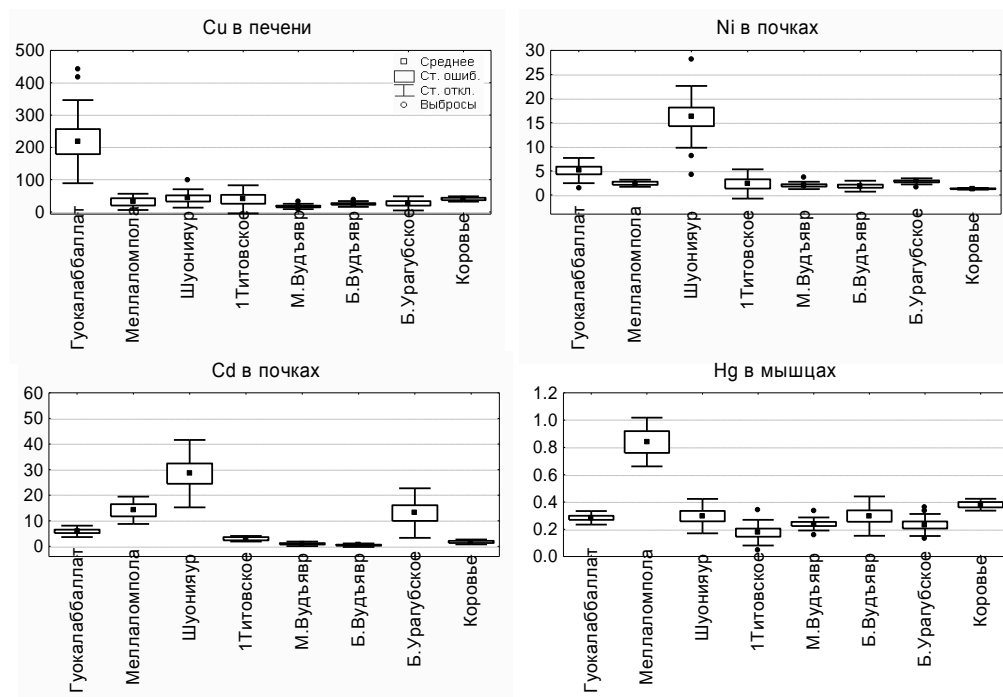 Cu в печени
500
400
300
200
100
0
Среднее
Ст. ошиб.
Ст. откл.
Выбросы
Гуокалаббаллат
Меллаломпола
Шуонияур
1Титовское
М.Вудъявр
Б.Вудъявр
Б.Урагубское
Коровье
Ni в почках
30
25
20
15
10
5
0
Гуокалаббаллат
Меллаломпола
Шуонияур
1Титовское
М.Вудъявр
Б.Вудъявр
Б.Урагубское
Коровье
Cd в почках
60
50
40
30
20
10
0
Гуокалаббаллат
Меллаломпола
Шуонияур
1Титовское
М.Вудъявр
Б.Вудъявр
Б.Урагубское
Коровье
Hg в мышцах
1.2
1.0
0.8
0.6
0.4
0.2
0.0
Гуокалаббаллат
Меллаломпола
Шуонияур
1Титовское
М.Вудъявр
Б.Вудъявр
Б.Урагубское
Коровье